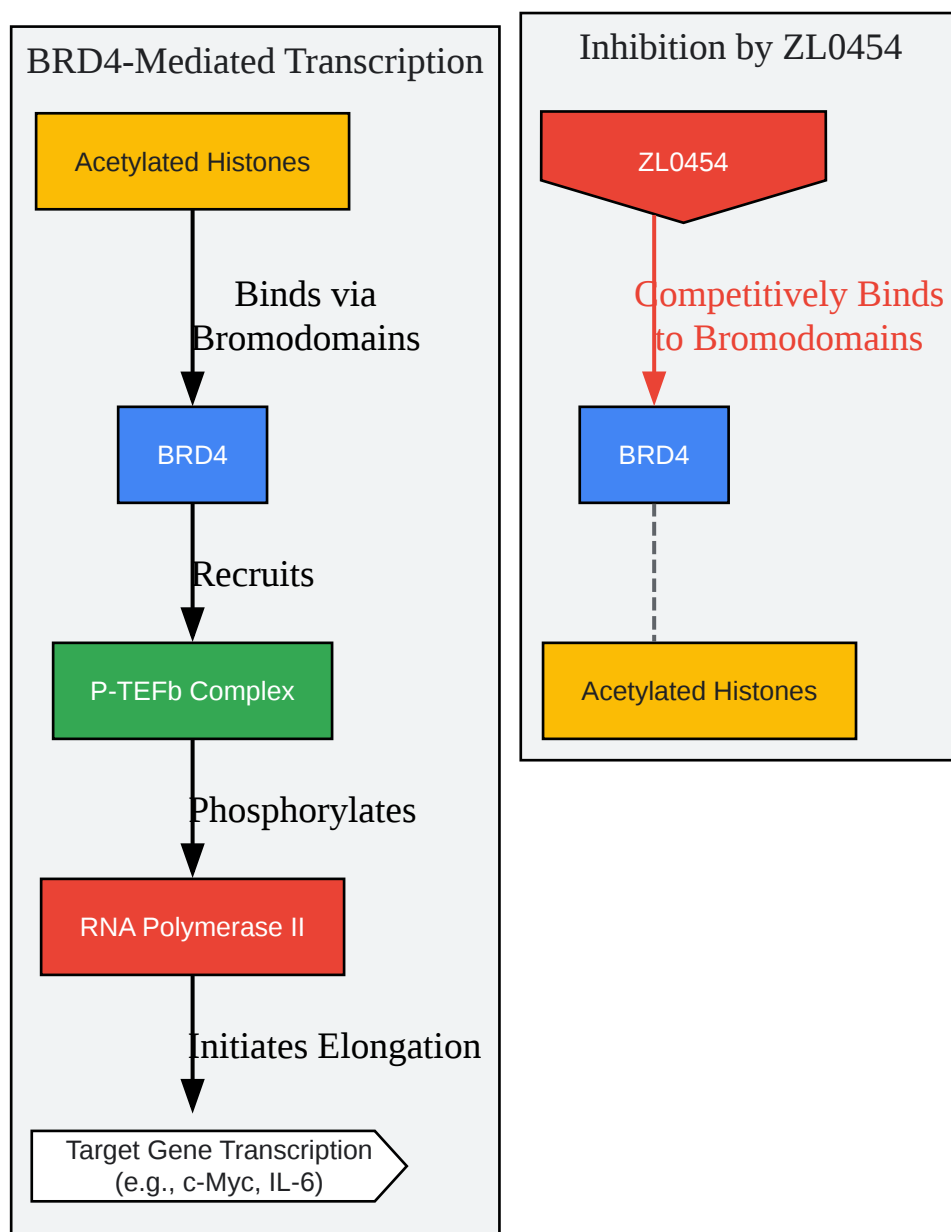 BRD4-Mediated Transcription
Acetylated Histones
Binds via
Bromodomains
BRD4
Recruits
P-TEFb Complex
Phosphorylates
RNA Polymerase II
Initiates Elongation
Target Gene Transcription
(e.g., c-Myc, IL-6)
Inhibition by ZL0454
ZL0454
Competitively Binds
to Bromodomains
BRD4
Acetylated Histones